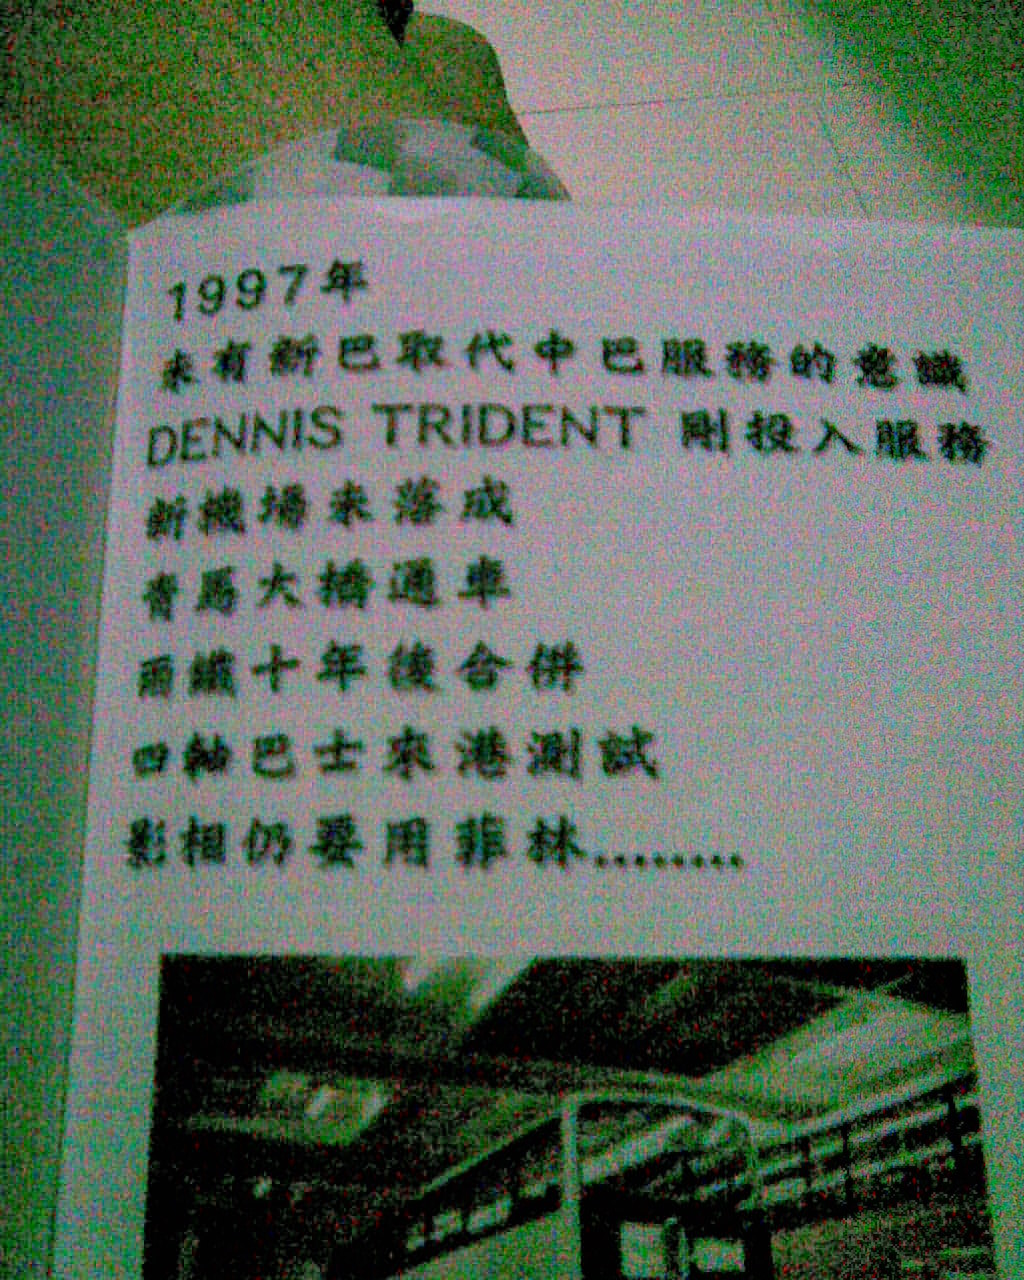 1997年
未有新巴取代中巴服務的意識
DENNIS TRIDENT 剛投入服務
新機場未落成
青馬大橋通車
兩鐵十年後合併
四軸巴士來港測試
影相仍要用菲林........